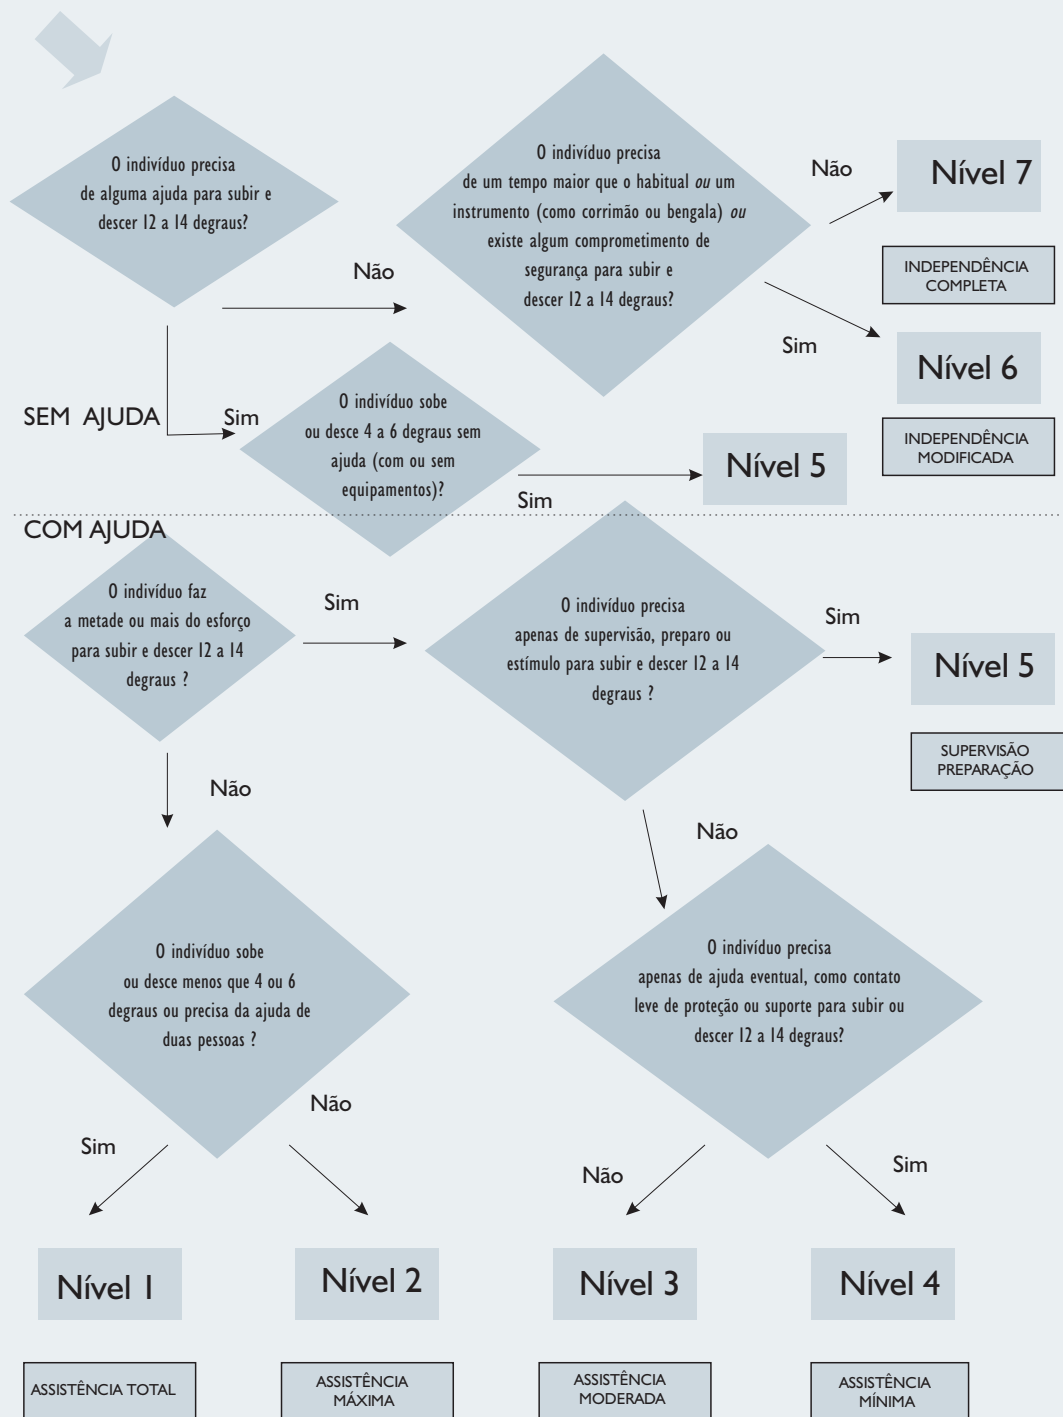 O indivíduo precisa
de alguma ajuda para subir e
descer 12 a 14 degraus?
O indivíduo precisa
de um tempo maior que o habitual ou um
instrumento (como corrimão ou bengala) ou
existe algum comprometimento de
segurança para subir e
descer 12 a 14 degraus?
Não
Nível 7
INDEPENDÊNCIA
COMPLETA
Não
Sim
Nível 6
INDEPENDÊNCIA
MODIFICADA
SEM AJUDA
Sim
O indivíduo sobe
ou desce 4 a 6 degraus sem
ajuda (com ou sem
equipamentos)?
Sim
Nível 5
COM AJUDA
O indivíduo faz
a metade ou mais do esforço
para subir e descer 12 a 14
degraus ?
Sim
O indivíduo precisa
apenas de supervisão, preparo ou
estímulo para subir e descer 12 a 14
degraus ?
Sim
Nível 5
SUPERVISÃO
PREPARAÇÃO
Não
Não
O indivíduo sobe
ou desce menos que 4 ou 6
degraus ou precisa da ajuda de
duas pessoas ?
O indivíduo precisa
apenas de ajuda eventual, como contato
leve de proteção ou suporte para subir ou
descer 12 a 14 degraus?
Sim
Não
Não
Sim
Nível 1
Nível 2
Nível 3
Nível 4
ASSISTÊNCIA TOTAL
ASSISTÊNCIA
MÁXIMA
ASSISTÊNCIA
MODERADA
ASSISTÊNCIA
MÍNIMA